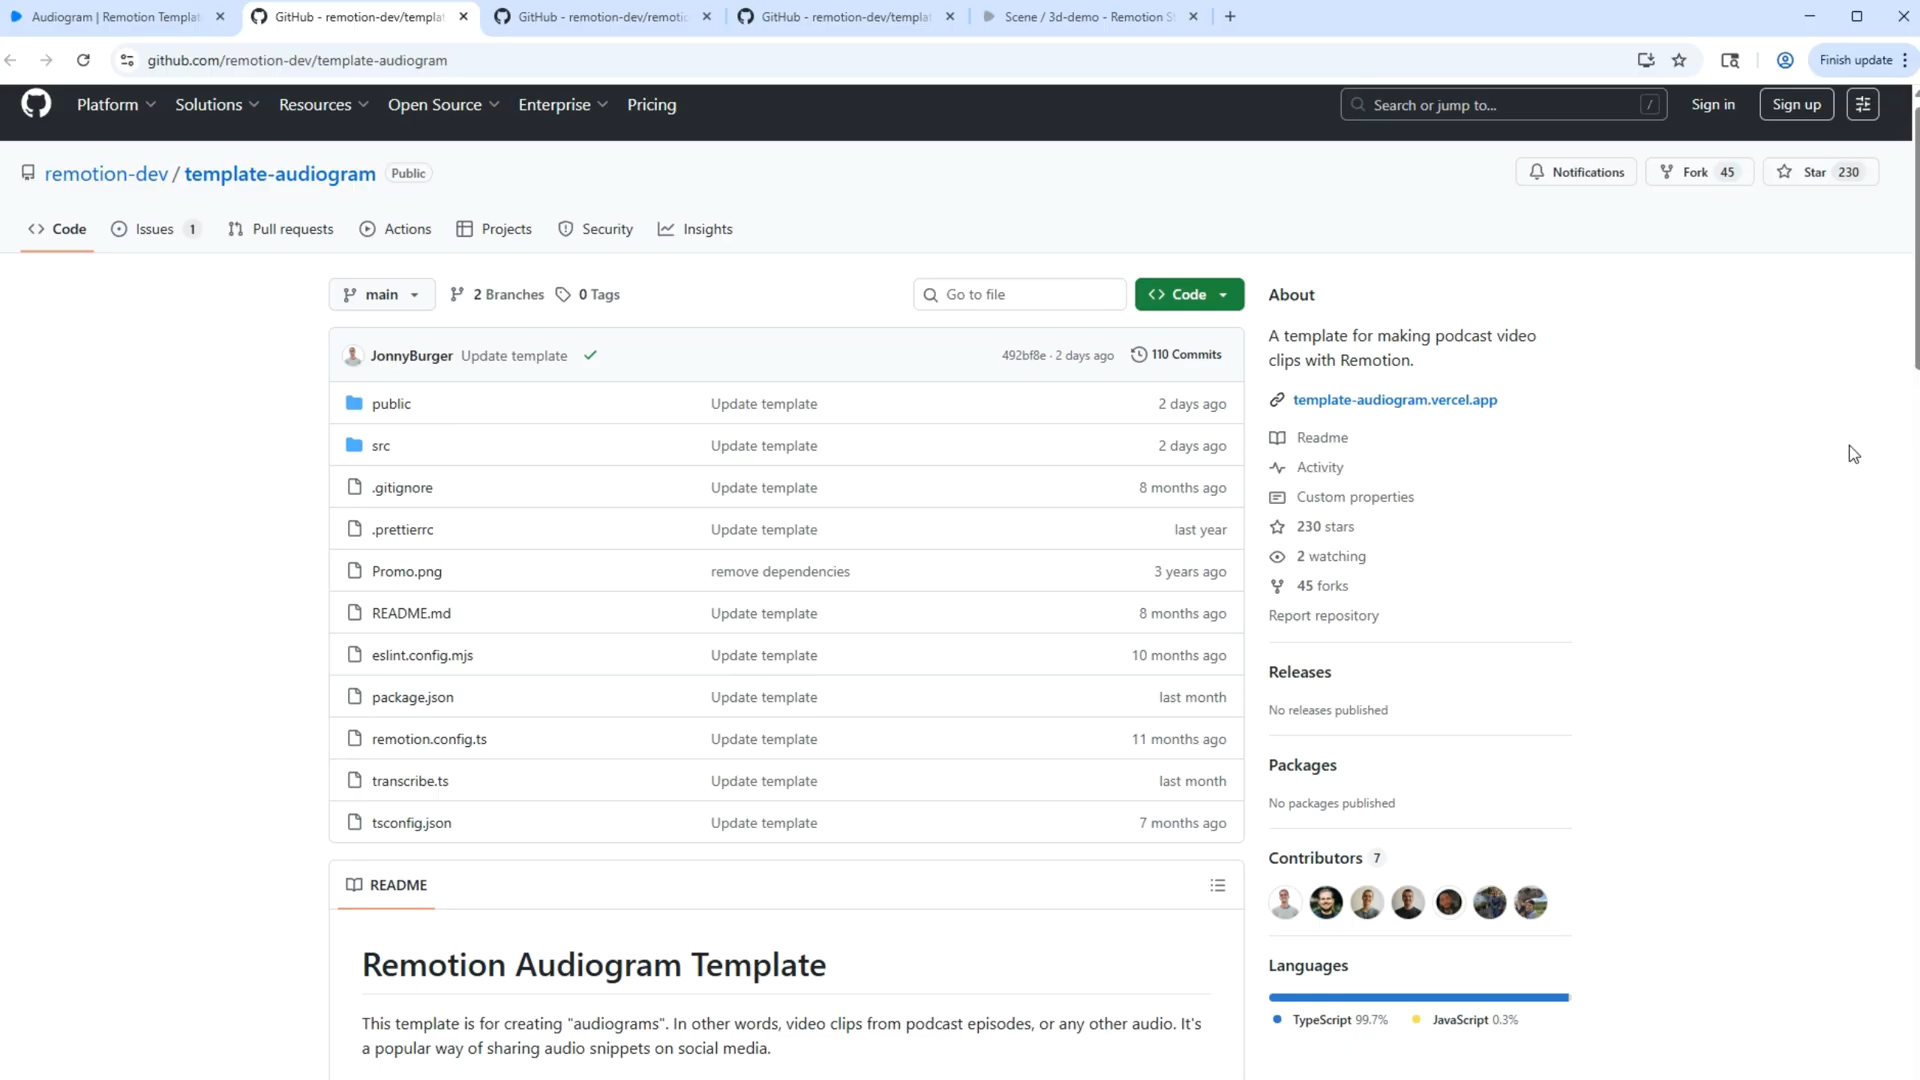 Audiogram | Remotion Templat
GitHub - remotion-dev/templat
GitHub - remotion-dev/remotio
GitHub - remotion-dev/templat
Scene / 3d-demo - Remotion S
github.com/remotion-dev/template-audiogram
Finish update
Platform
Solutions
Resources
Open Source
Enterprise
Pricing
Search or jump to...
/
Sign in
Sign up
remotion-dev / template-audiogram
Public
Notifications
Fork 45
Star 230
Code
Issues 1
Pull requests
Actions
Projects
Security
Insights
main
2 Branches
0 Tags
Go to file
Code
JonnyBurger Update template
492bf8e · 2 days ago
110 Commits
public Update template 2 days ago
src Update template 2 days ago
.gitignore Update template 8 months ago
.prettierrc Update template last year
Promo.png remove dependencies 3 years ago
README.md Update template 8 months ago
eslint.config.mjs Update template 10 months ago
package.json Update template last month
remotion.config.ts Update template 11 months ago
transcribe.ts Update template last month
tsconfig.json Update template 7 months ago
README
Remotion Audiogram Template
This template is for creating "audiograms". In other words, video clips from podcast episodes, or any other audio. It's
a popular way of sharing audio snippets on social media.
About
A template for making podcast video
clips with Remotion.
template-audiogram.vercel.app
Readme
Activity
Custom properties
230 stars
2 watching
45 forks
Report repository
Releases
No releases published
Packages
No packages published
Contributors 7
Languages
TypeScript 99.7%
JavaScript 0.3%